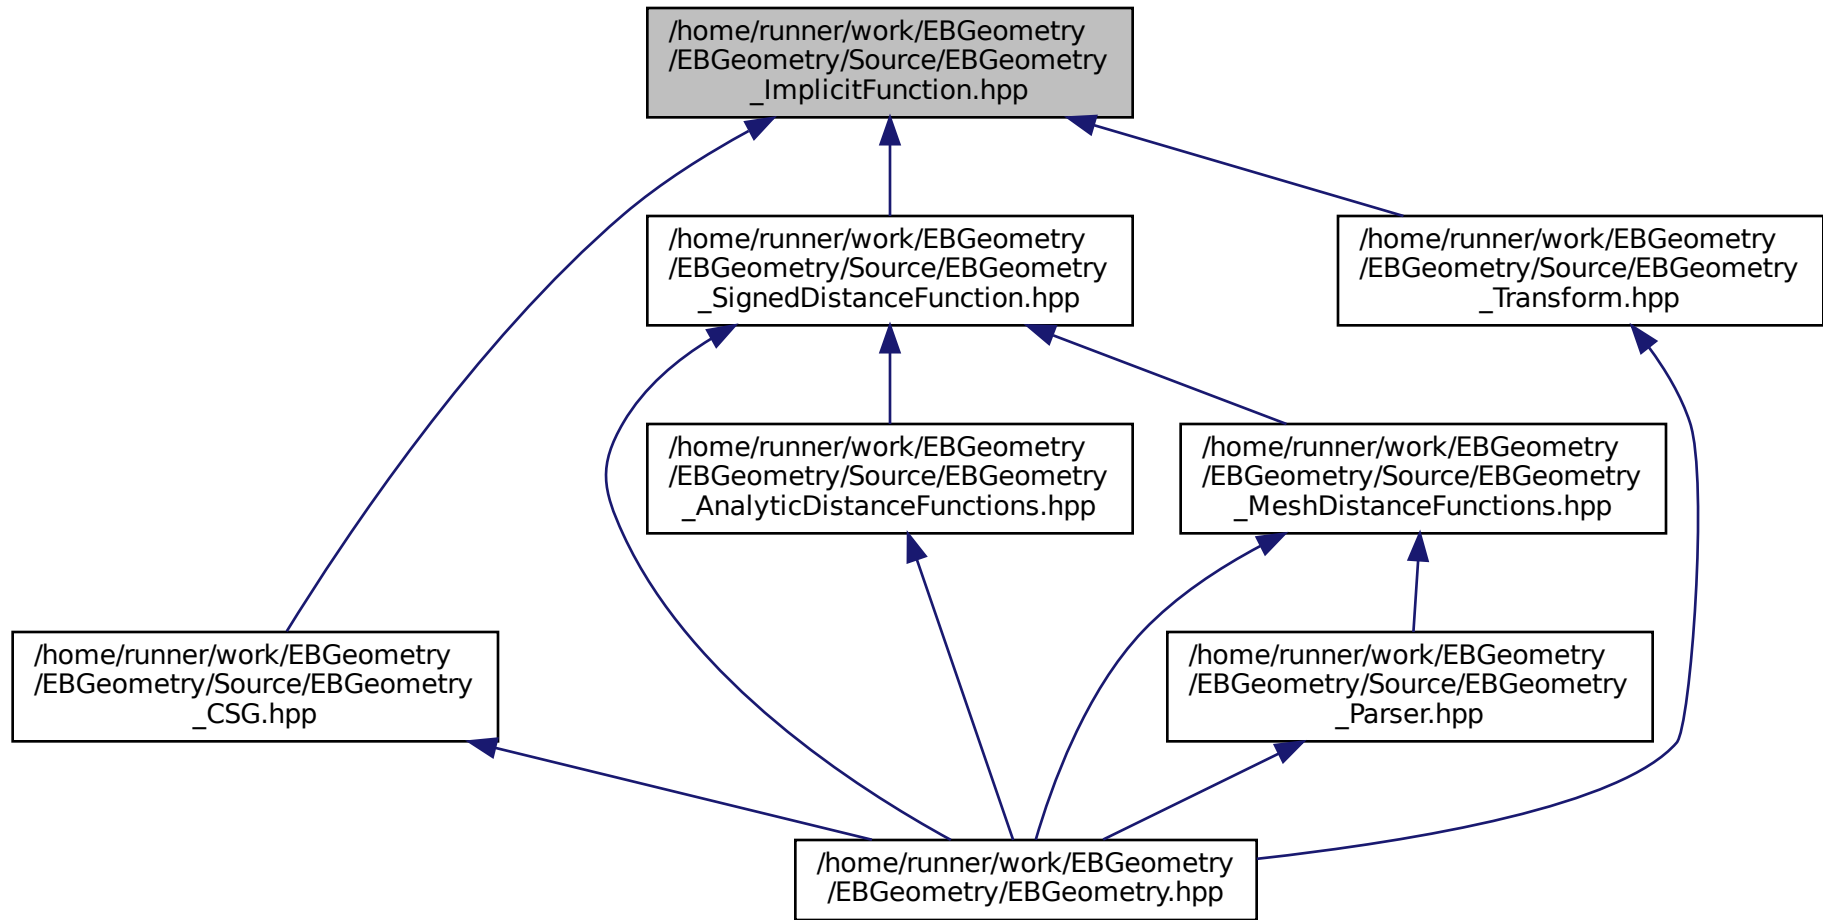 /home/runner/work/EBGeometry
/EBGeometry/Source/EBGeometry
_ImplicitFunction.hpp
/home/runner/work/EBGeometry
/EBGeometry/Source/EBGeometry
_SignedDistanceFunction.hpp
/home/runner/work/EBGeometry
/EBGeometry/Source/EBGeometry
_Transform.hpp
/home/runner/work/EBGeometry
/EBGeometry/Source/EBGeometry
_AnalyticDistanceFunctions.hpp
/home/runner/work/EBGeometry
/EBGeometry/Source/EBGeometry
_MeshDistanceFunctions.hpp
/home/runner/work/EBGeometry
/EBGeometry/Source/EBGeometry
_CSG.hpp
/home/runner/work/EBGeometry
/EBGeometry/Source/EBGeometry
_Parser.hpp
/home/runner/work/EBGeometry
/EBGeometry/EBGeometry.hpp